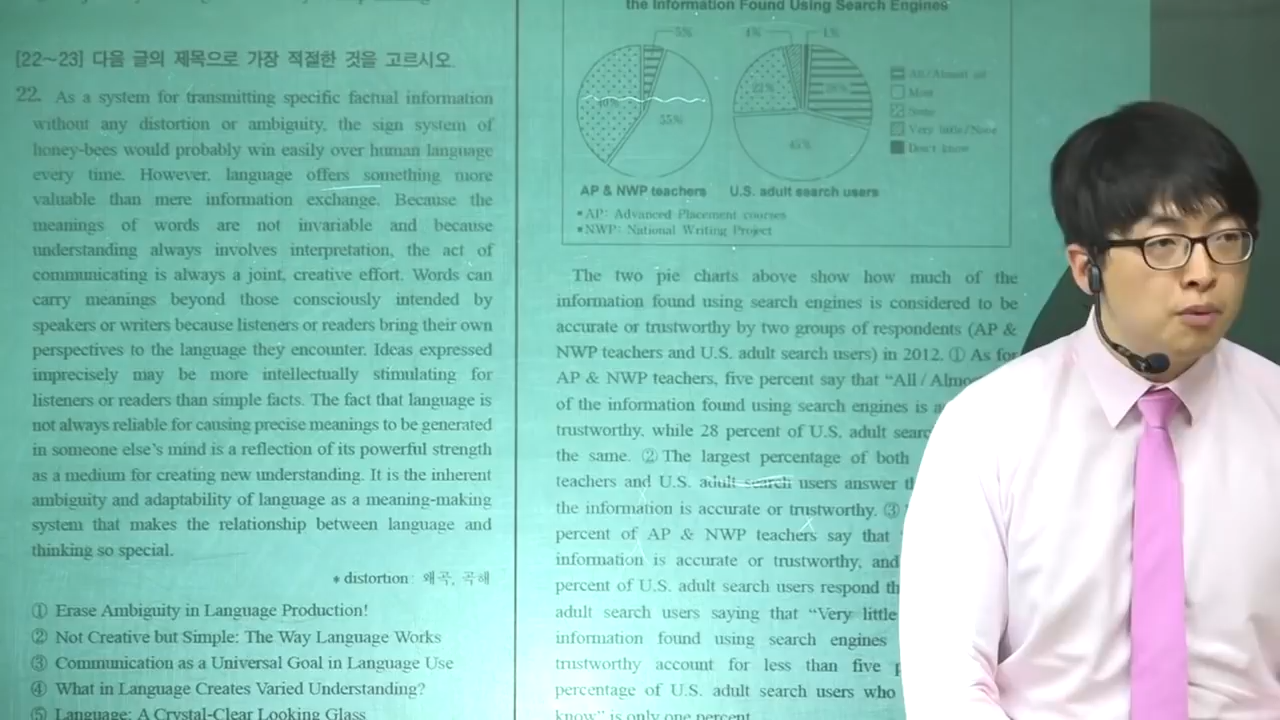 [22~23] 다음 글의 제목으로 가장 적절한 것을 고르시오.
22. As a system for transmitting specific factual information
without any distortion or ambiguity, the sign system of
honey-bees would probably win easily over human language
every time. However, language offers something more
valuable than mere information exchange. Because the
meanings of words are not invariable and because
understanding always involves interpretation, the act of
communicating is always a joint, creative effort. Words can
carry meanings beyond those consciously intended by
speakers or writers because listeners or readers bring their own
perspectives to the language they encounter. Ideas expressed
imprecisely may be more intellectually stimulating for
listeners or readers than simple facts. The fact that language is
not always reliable for causing precise meanings to be generated
in someone else's mind is a reflection of its powerful strength
as a medium for creating new understanding. It is the inherent
ambiguity and adaptability of language as a meaning-making
system that makes the relationship between language and
thinking so special.
* distortion: 왜곡, 곡해
① Erase Ambiguity in Language Production!
② Not Creative but Simple: The Way Language Works
③ Communication as a Universal Goal in Language Use
④ What in Language Creates Varied Understanding?
⑤ Language: A Crystal-Clear Looking Glass
the Information Found Using Search Engines
5%
55%
4%
1%
28%
45%
All / Almost all
Most
Some
Very little / None
Don't know
AP & NWP teachers
U.S. adult search users
▪ AP: Advanced Placement courses
▪ NWP: National Writing Project
The two pie charts above show how much of the
information found using search engines is considered to be
accurate or trustworthy by two groups of respondents (AP &
NWP teachers and U.S. adult search users) in 2012. ① As for
AP & NWP teachers, five percent say that "All / Almo
of the information found using search engines is a
trustworthy, while 28 percent of U.S. adult sear
the same. ② The largest percentage of both
teachers and U.S. adult search users answer t
the information is accurate or trustworthy. ③
percent of AP & NWP teachers say that
information is accurate or trustworthy, and
percent of U.S. adult search users respond th
adult search users saying that "Very little
information found using search engines
trustworthy account for less than five p
percentage of U.S. adult search users who
know" is only one percent.